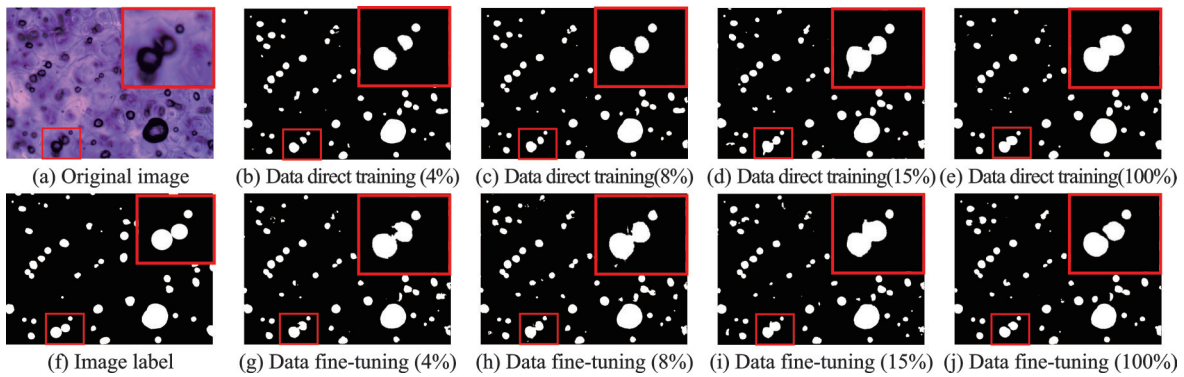 (a) Original image
(b) Data direct training (4%)
(c) Data direct training(8%)
(d) Data direct training(15%)
(e) Data direct training(100%)
(f) Image label
(g) Data fine-tuning (4%)
(h) Data fine-tuning (8%)
(i) Data fine-tuning (15%)
(j) Data fine-tuning (100%)